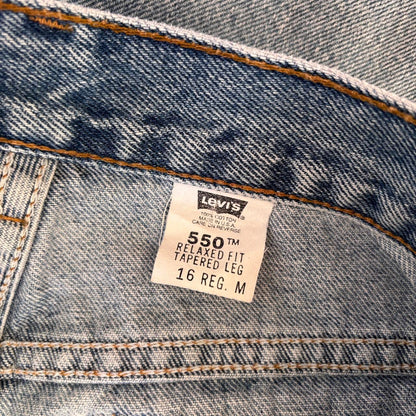 Levi's
100% COTTON
MADE IN U.S.A.
CARE ON REVERSE
550™
RELAXED FIT
TAPERED LEG
16 REG. M